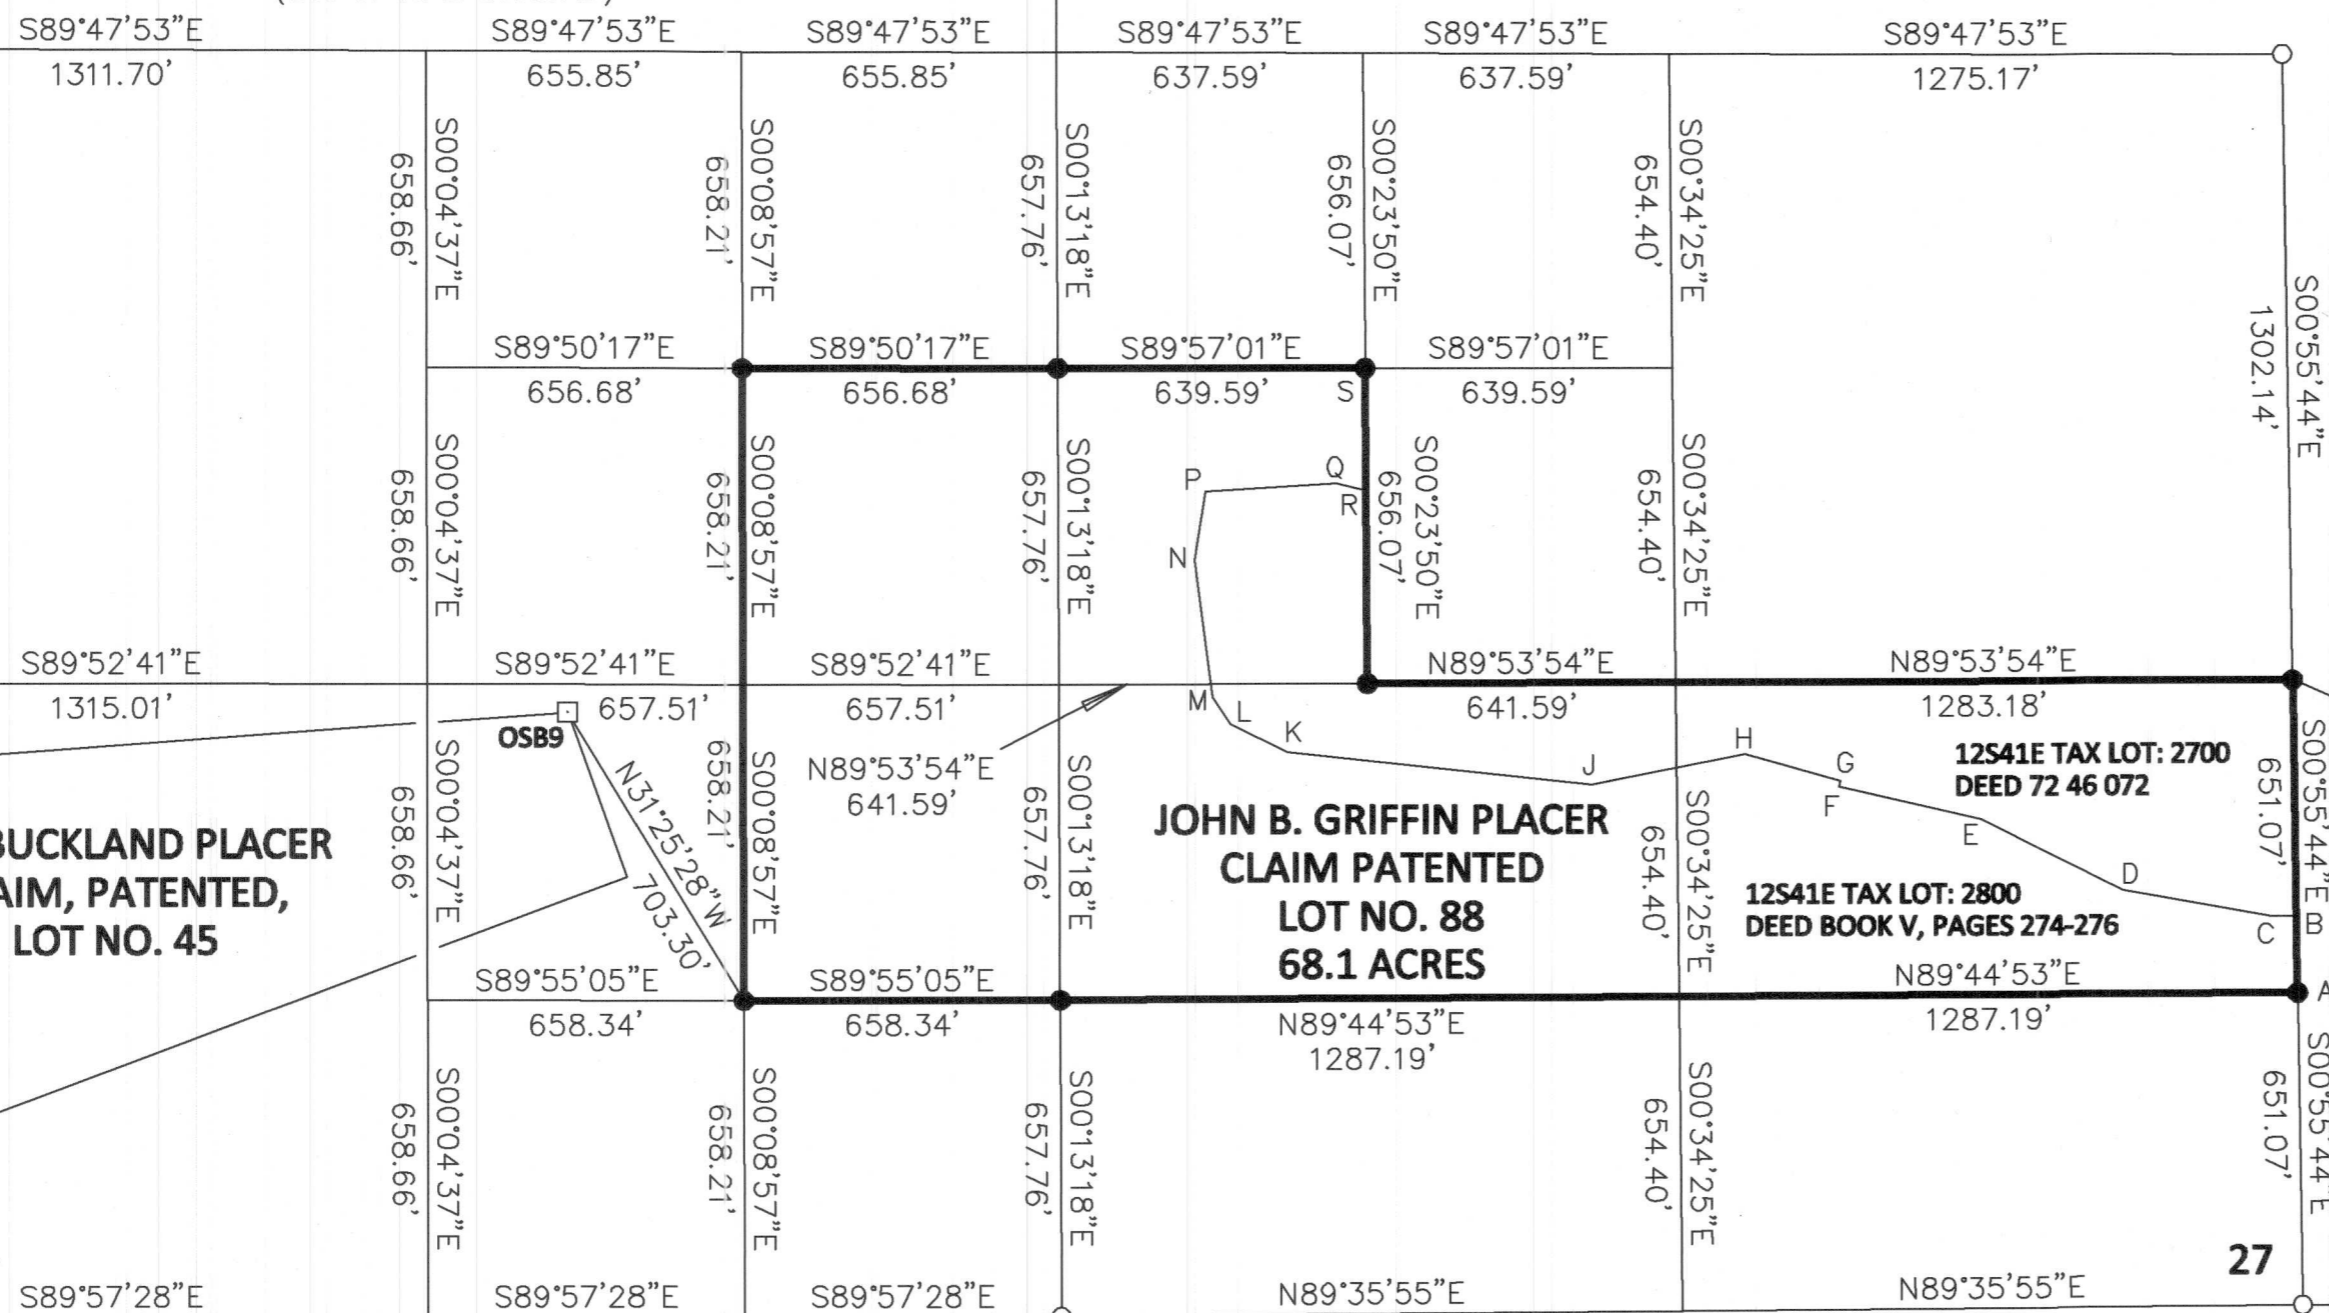 S89°47'53"E S89°47'53"E S89°47'53"E S89°47'53"E S89°47'53"E S89°47'53"E
1311.70' 655.85' 655.85' 637.59' 637.59' 1275.17'
S00°04'37"E S00°08'57"E S00°13'18"E S00°23'50"E S00°34'25"E S00°55'44"E
658.66' 658.21' 657.76' 656.07' 654.40' 1302.14'
S89°50'17"E S89°50'17"E S89°57'01"E S89°57'01"E
656.68' 656.68' 639.59' S 639.59'
S00°04'37"E S00°08'57"E S00°13'18"E S00°23'50"E S00°34'25"E
658.66' 658.21' 657.76' 656.07' 654.40'
P Q
R
N
S89°52'41"E S89°52'41"E S89°52'41"E N89°53'54"E N89°53'54"E
1315.01' 657.51' 657.51' M 641.59' 1283.18'
OSB9
L
K
J
H
G
F
E
D
C
B
A
N89°53'54"E
641.59'
N31°25'28"W
703.30'
S00°04'37"E S00°08'57"E S00°13'18"E S00°34'25"E S00°55'44"E
658.66' 658.21' 657.76' 654.40' 651.07'
12S41E TAX LOT: 2700
DEED 72 46 072
BUCKLAND PLACER
AIM, PATENTED,
LOT NO. 45
JOHN B. GRIFFIN PLACER
CLAIM PATENTED
LOT NO. 88
68.1 ACRES
12S41E TAX LOT: 2800
DEED BOOK V, PAGES 274-276
S89°55'05"E S89°55'05"E N89°44'53"E N89°44'53"E
658.34' 658.34' 1287.19' 1287.19'
S00°04'37"E S00°08'57"E S00°13'18"E S00°34'25"E S00°55'44"E
658.66' 658.21' 657.76' 654.40' 651.07'
27
S89°57'28"E S89°57'28"E S89°57'28"E N89°35'55"E N89°35'55"E